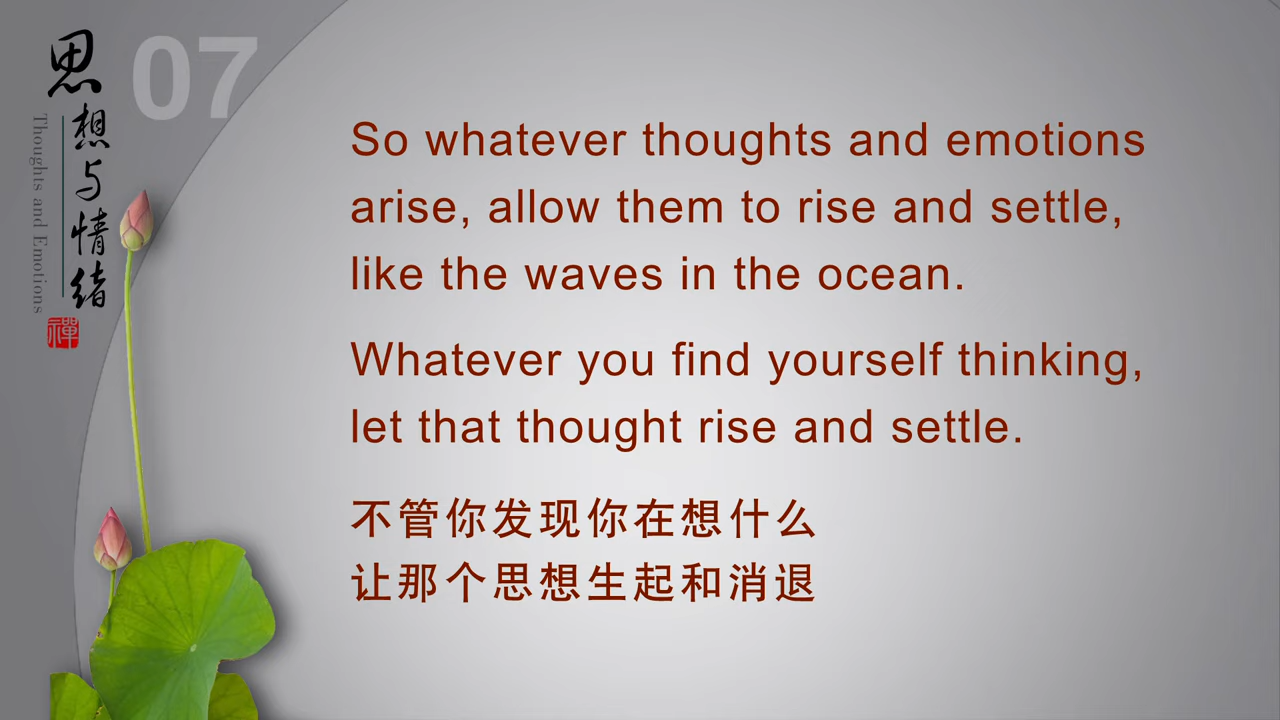 思想与情绪
Thoughts and Emotions
禅
07
So whatever thoughts and emotions
arise, allow them to rise and settle,
like the waves in the ocean.
Whatever you find yourself thinking,
let that thought rise and settle.
不管你发现你在想什么
让那个思想生起和消退